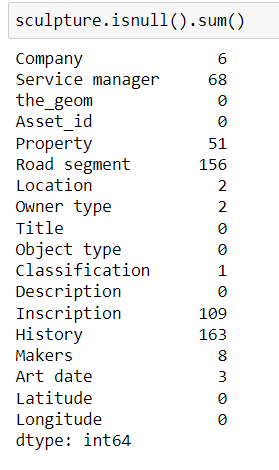 sculpture.isnull().sum()
Company 6
Service manager 68
the_geom 0
Asset_id 0
Property 51
Road segment 156
Location 2
Owner type 2
Title 0
Object type 0
Classification 1
Description 0
Inscription 109
History 163
Makers 8
Art date 3
Latitude 0
Longitude 0
dtype: int64